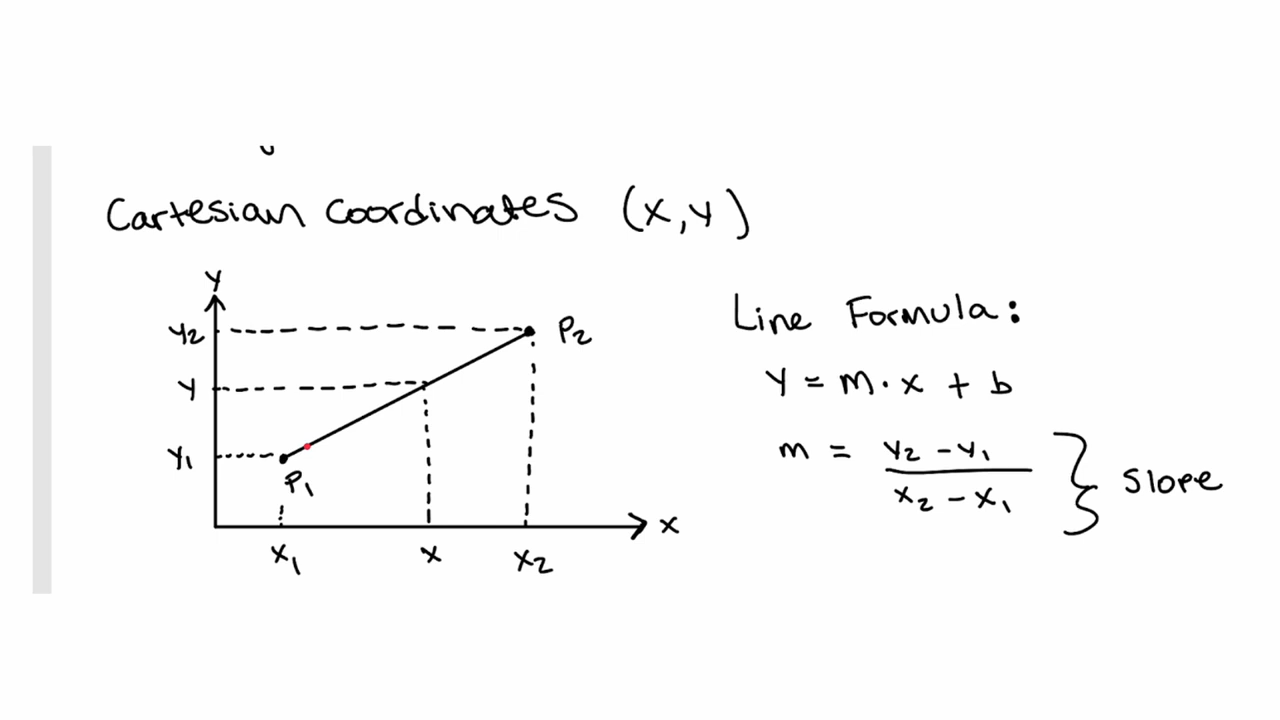 Cartesian Coordinates (x,y)
y
y2
P2
y
y1
P1
x
x1
x
x2
Line Formula:
y = m·x + b
m = y2 - y1
x2 - x1
Slope